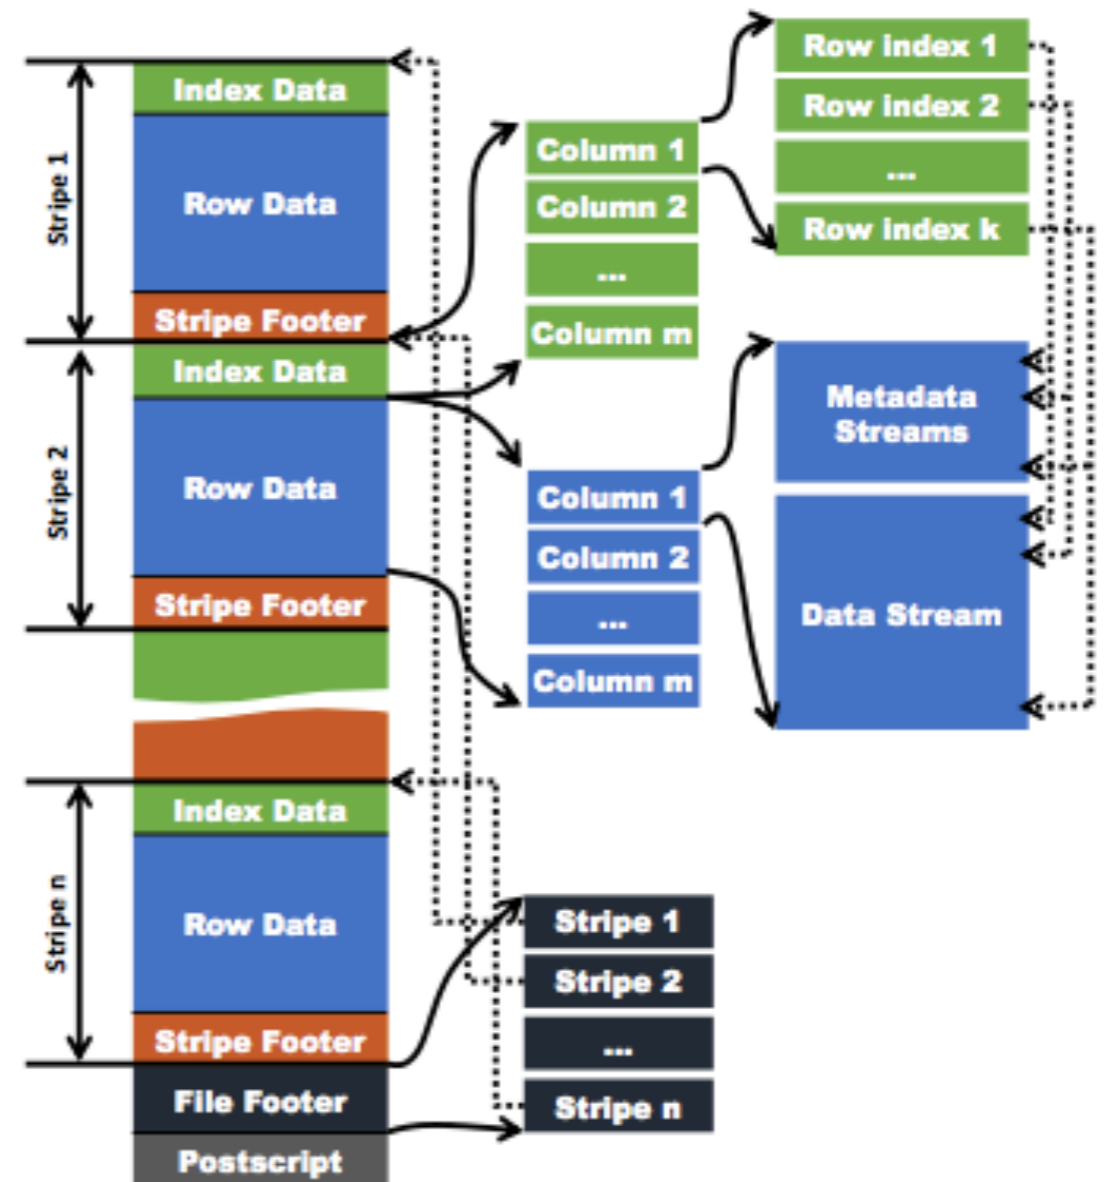 Stripe 1
Index Data
Row Data
Stripe Footer
Stripe 2
Index Data
Row Data
Stripe Footer
Stripe n
Index Data
Row Data
Stripe Footer
File Footer
Postscript
Column 1
Column 2
...
Column m
Column 1
Column 2
...
Column m
Stripe 1
Stripe 2
...
Stripe n
Row index 1
Row index 2
...
Row index k
Metadata
Streams
Data Stream